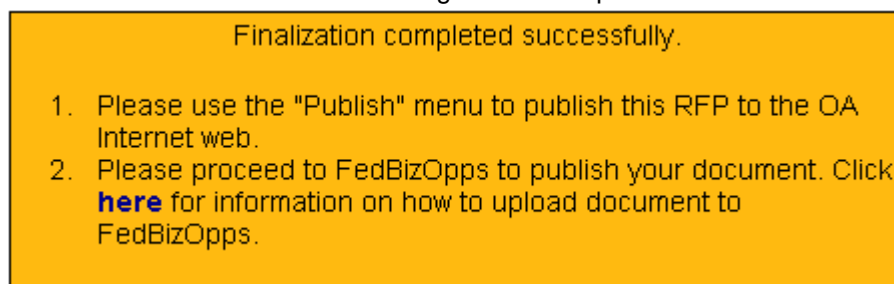 Finalization completed successfully.
1. Please use the "Publish" menu to publish this RFP to the OA
Internet web.
2. Please proceed to FedBizOpps to publish your document. Click
here for information on how to upload document to
FedBizOpps.